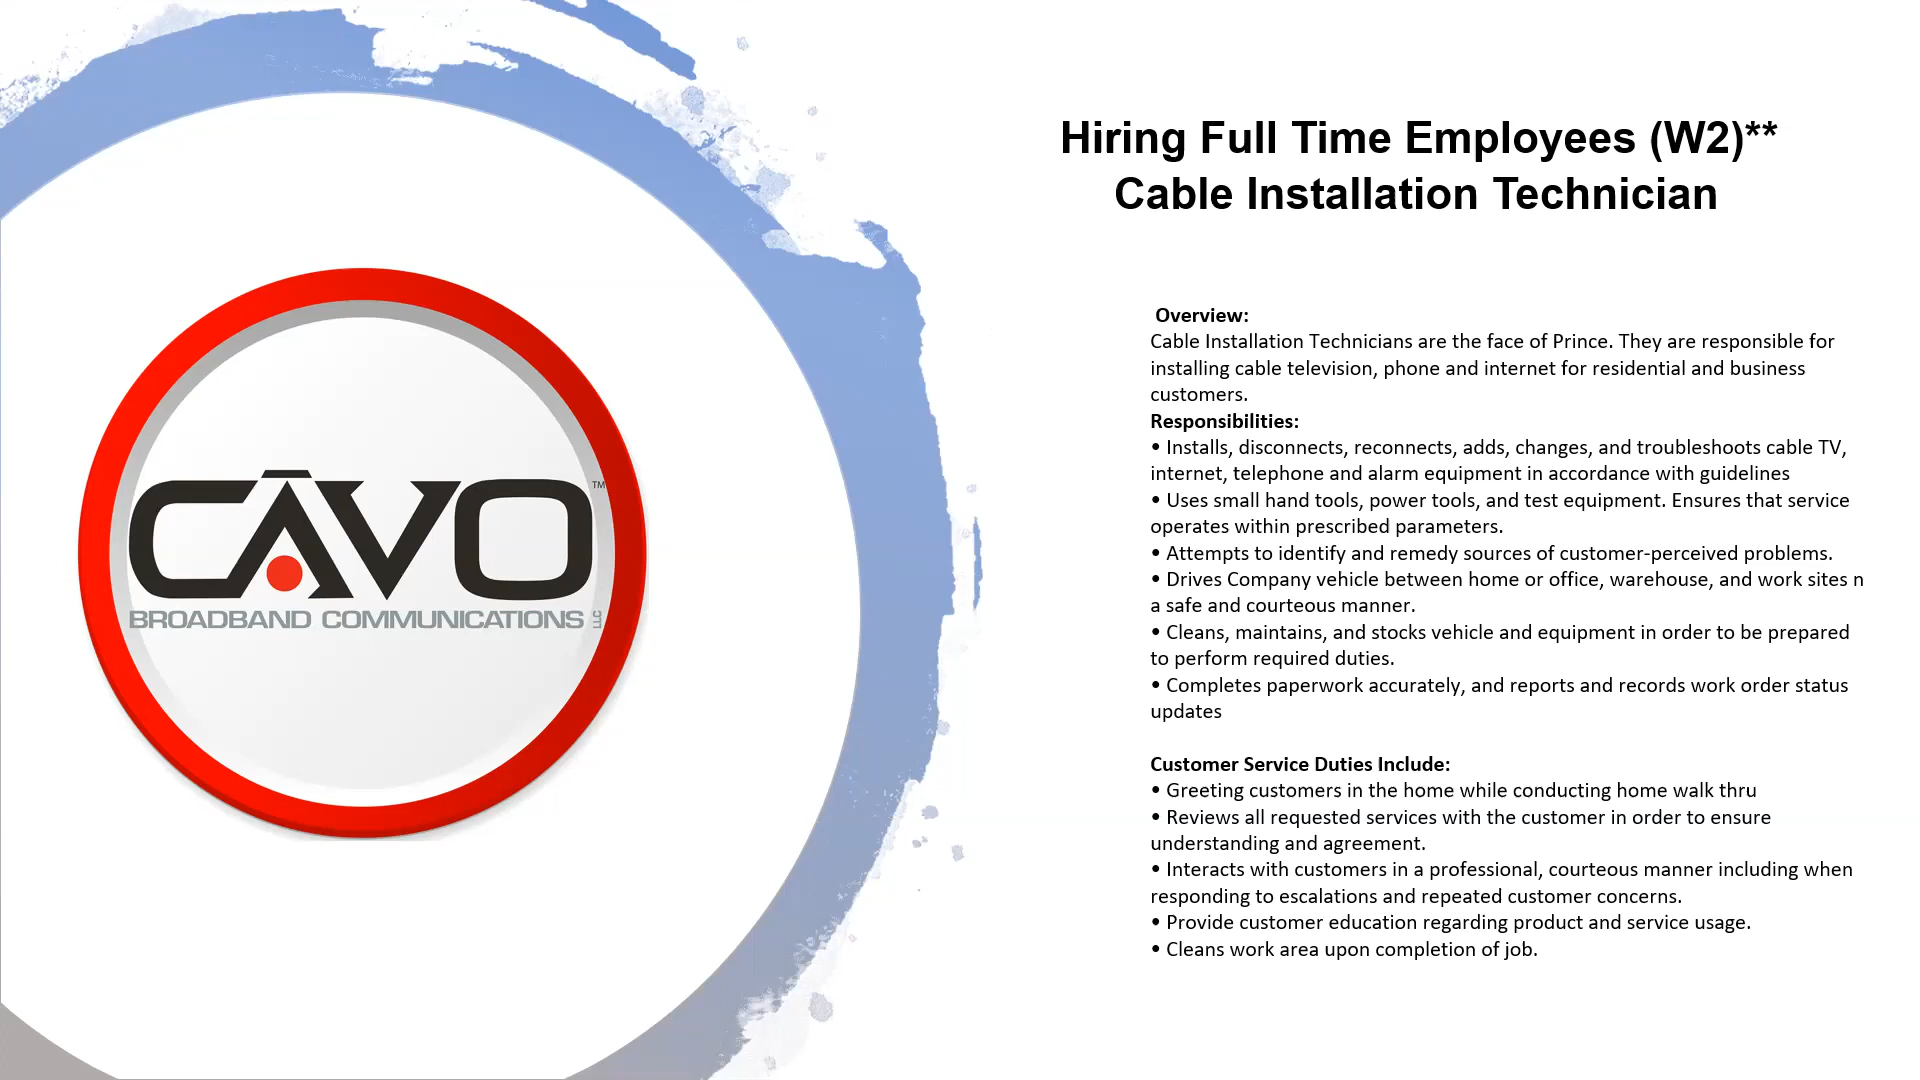 CĀVO
TM
BROADBAND COMMUNICATIONS LLC
Hiring Full Time Employees (W2)**
Cable Installation Technician
Overview:
Cable Installation Technicians are the face of Prince. They are responsible for
installing cable television, phone and internet for residential and business
customers.
Responsibilities:
• Installs, disconnects, reconnects, adds, changes, and troubleshoots cable TV,
internet, telephone and alarm equipment in accordance with guidelines
• Uses small hand tools, power tools, and test equipment. Ensures that service
operates within prescribed parameters.
• Attempts to identify and remedy sources of customer-perceived problems.
• Drives Company vehicle between home or office, warehouse, and work sites n
a safe and courteous manner.
• Cleans, maintains, and stocks vehicle and equipment in order to be prepared
to perform required duties.
• Completes paperwork accurately, and reports and records work order status
updates
Customer Service Duties Include:
• Greeting customers in the home while conducting home walk thru
• Reviews all requested services with the customer in order to ensure
understanding and agreement.
• Interacts with customers in a professional, courteous manner including when
responding to escalations and repeated customer concerns.
• Provide customer education regarding product and service usage.
• Cleans work area upon completion of job.